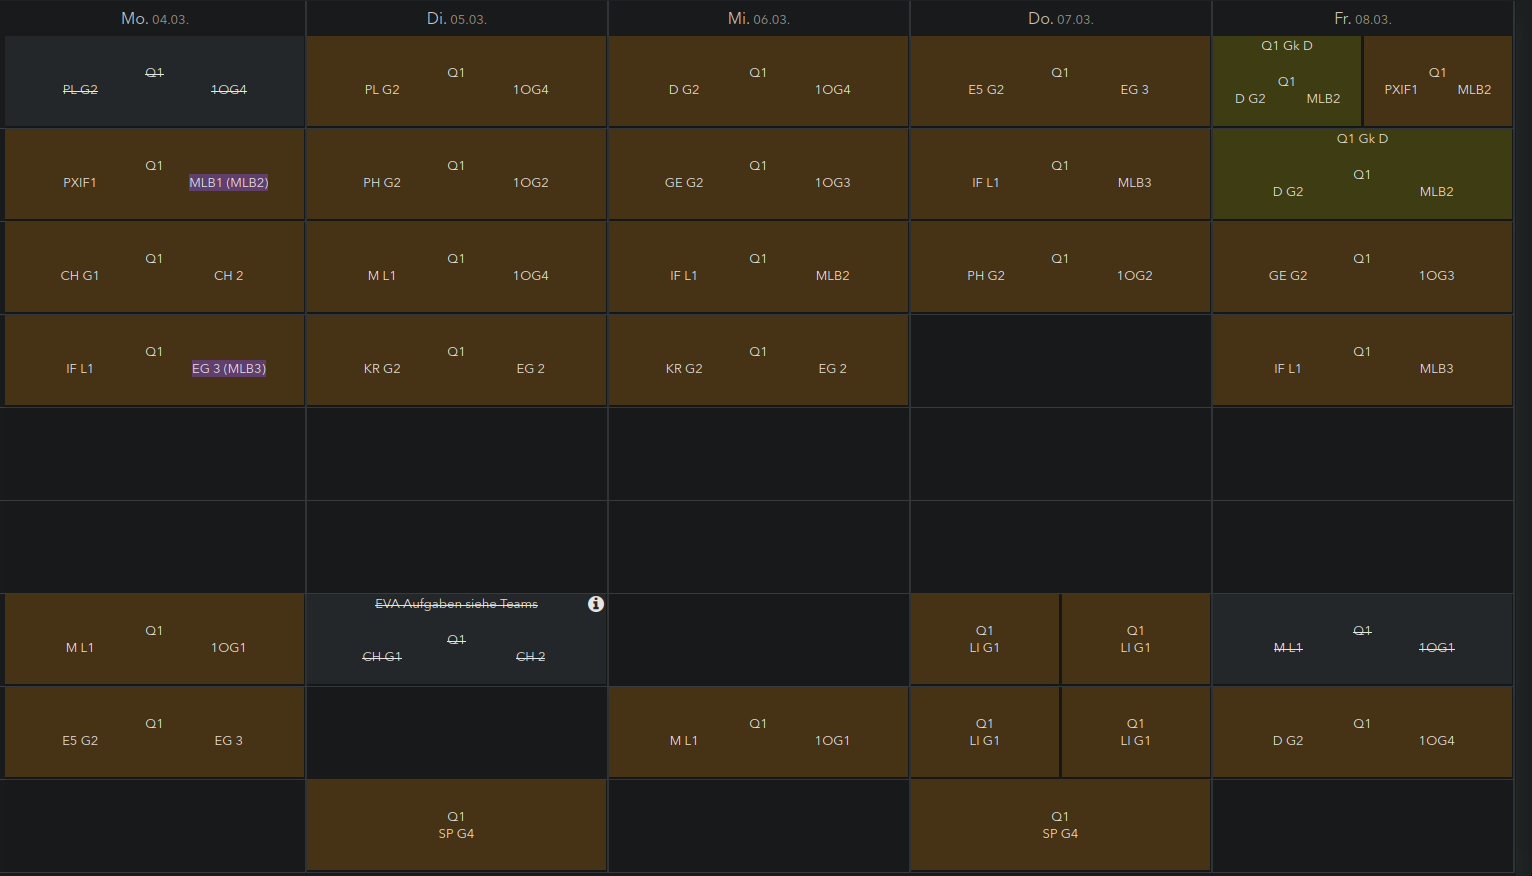 Mo. 04.03.
Di. 05.03.
Mi. 06.03.
Do. 07.03.
Fr. 08.03.
Q1
PL G2 1OG4
Q1
PL G2 1OG4
Q1
D G2 1OG4
Q1
E5 G2 EG 3
Q1 Gk D
Q1
D G2 MLB2
Q1
PXIF1 MLB2
Q1
PXIF1 MLB1 (MLB2)
Q1
PH G2 1OG2
Q1
GE G2 1OG3
Q1
IF L1 MLB3
Q1 Gk D
Q1
D G2 MLB2
Q1
CH G1 CH 2
Q1
M L1 1OG4
Q1
IF L1 MLB2
Q1
PH G2 1OG2
Q1
GE G2 1OG3
Q1
IF L1 EG 3 (MLB3)
Q1
KR G2 EG 2
Q1
KR G2 EG 2
Q1
IF L1 MLB3
Q1
M L1 1OG1
EVA Aufgaben siehe Teams
Q1
CH G1 CH 2
Q1
LI G1
Q1
LI G1
Q1
M L1 1OG1
Q1
E5 G2 EG 3
Q1
M L1 1OG1
Q1
LI G1
Q1
LI G1
Q1
D G2 1OG4
Q1
SP G4
Q1
SP G4